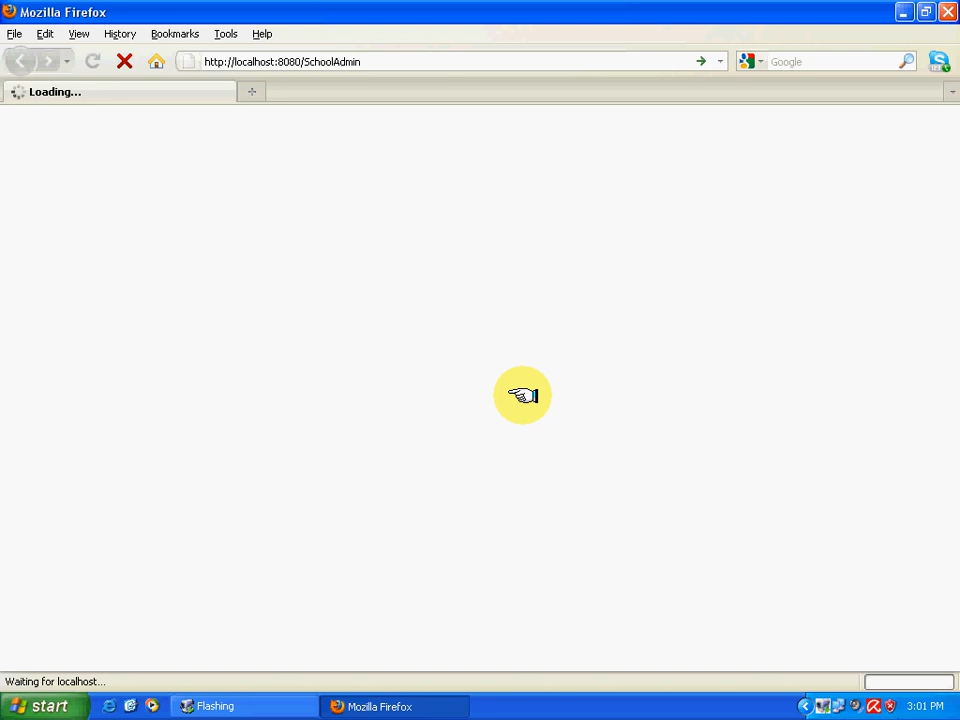 Mozilla Firefox
File Edit View History Bookmarks Tools Help
http://localhost:8080/SchoolAdmin Google
Loading...
Waiting for localhost...
start Flashing Mozilla Firefox 3:01 PM